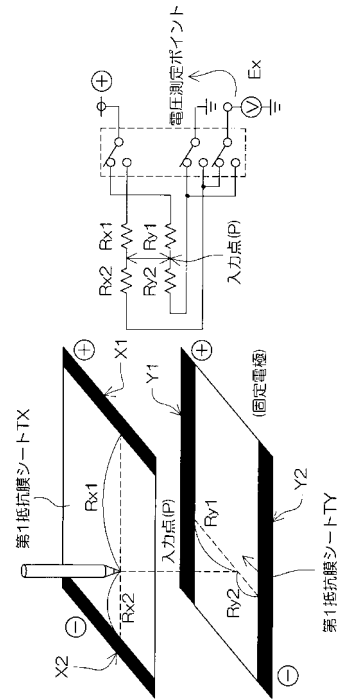 第1抵抗膜シートTX
X2
⊖
⊕
X1
Rx1
Rx2
入力点(P)
Y1
⊕
Ry1
Ry2
(固定電極)
Y2
⊖
第1抵抗膜シートTY
Rx2
Rx1
Ry2
Ry1
入力点(P)
⊕
電圧測定ポイント
V
Ex